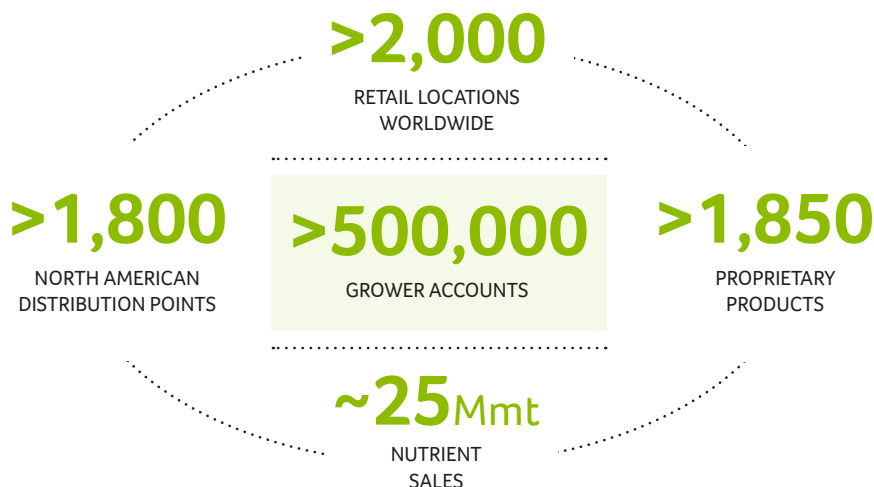 >2,000
RETAIL LOCATIONS
WORLDWIDE
>1,800
NORTH AMERICAN
DISTRIBUTION POINTS
>500,000
GROWER ACCOUNTS
>1,850
PROPRIETARY
PRODUCTS
~25Mmt
NUTRIENT
SALES